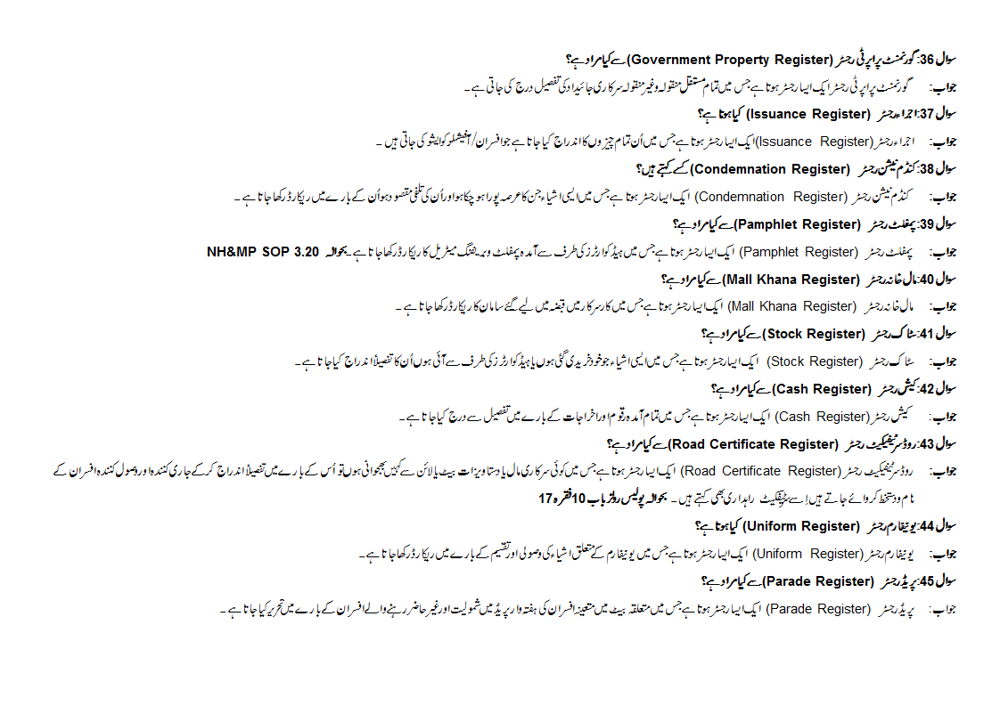 سوال 36: گورنمنٹ پراپرٹی رجسٹر (Government Property Register) سے کیا مراد ہے؟
جواب: گورنمنٹ پراپرٹی رجسٹر ایک ایسا رجسٹر ہوتا ہے جس میں تمام مستقل منقولہ وغیر منقولہ سرکاری جائیداد کی تفصیل درج کی جاتی ہے۔
سوال 37: اجراء رجسٹر (Issuance Register) کیا ہوتا ہے؟
جواب: اجراء رجسٹر (Issuance Register) ایک ایسا رجسٹر ہوتا ہے جس میں اُن تمام چیزوں کا اندراج کیا جاتا ہے جو افسران/آفیشلز کو ایشو کی جاتی ہیں۔
سوال 38: کنڈم نیشن رجسٹر (Condemnation Register) کسے کہتے ہیں؟
جواب: کنڈم نیشن رجسٹر (Condemnation Register) ایک ایسا رجسٹر ہوتا ہے جس میں ایسی اشیاء جن کا عرصہ پورا ہو چکا ہو اور اُن کی تلفی مقصود ہو اُن کے بارے میں ریکارڈ رکھا جاتا ہے۔
سوال 39: پمفلٹ رجسٹر (Pamphlet Register) سے کیا مراد ہے؟
جواب: پمفلٹ رجسٹر (Pamphlet Register) ایک ایسا رجسٹر ہوتا ہے جس میں ہیڈ کوارٹرز کی طرف سے آمدہ پمفلٹ و بریفنگ میٹریل کا ریکارڈ رکھا جاتا ہے۔ بحوالہ NH&MP SOP 3.20
سوال 40: مال خانہ رجسٹر (Mall Khana Register) سے کیا مراد ہے؟
جواب: مال خانہ رجسٹر (Mall Khana Register) ایک ایسا رجسٹر ہوتا ہے جس میں کار سرکار میں قبضہ میں لیے گئے سامان کا ریکارڈ رکھا جاتا ہے۔
سوال 41: سٹاک رجسٹر (Stock Register) سے کیا مراد ہے؟
جواب: سٹاک رجسٹر (Stock Register) ایک ایسا رجسٹر ہوتا ہے جس میں ایسی اشیاء جو خود خریدی گئی ہوں یا ہیڈ کوارٹرز کی طرف سے آئی ہوں اُن کا تفصیلاً اندراج کیا جاتا ہے۔
سوال 42: کیش رجسٹر (Cash Register) سے کیا مراد ہے؟
جواب: کیش رجسٹر (Cash Register) ایک ایسا رجسٹر ہوتا ہے جس میں تمام آمدہ رقوم اور اخراجات کے بارے میں تفصیل سے درج کیا جاتا ہے۔
سوال 43: روڈ سرٹیفکیٹ رجسٹر (Road Certificate Register) سے کیا مراد ہے؟
جواب: روڈ سرٹیفکیٹ رجسٹر (Road Certificate Register) ایک ایسا رجسٹر ہوتا ہے جس میں کوئی سرکاری مال یا دستاویزات بیٹ یا لائن سے کہیں بھجوانی ہوں تو اُس کے بارے میں تفصیلاً اندراج کر کے جاری کنندہ اور وصول کنندہ افسران کے
نام و دستخط کروائے جاتے ہیں اِسے سرٹیفکیٹ راہداری بھی کہتے ہیں۔ بحوالہ پولیس رولز باب 10 فقرہ 17
سوال 44: یونیفارم رجسٹر (Uniform Register) کیا ہوتا ہے؟
جواب: یونیفارم رجسٹر (Uniform Register) ایک ایسا رجسٹر ہوتا ہے جس میں یونیفارم کے متعلق اشیاء کی وصولی اور تقسیم کے بارے میں ریکارڈ رکھا جاتا ہے۔
سوال 45: پریڈ رجسٹر (Parade Register) سے کیا مراد ہے؟
جواب: پریڈ رجسٹر (Parade Register) ایک ایسا رجسٹر ہوتا ہے جس میں متعلقہ بیٹ میں متعینہ افسران کی ہفتہ وار پریڈ میں شمولیت اور غیر حاضر رہنے والے افسران کے بارے میں تحریر کیا جاتا ہے۔